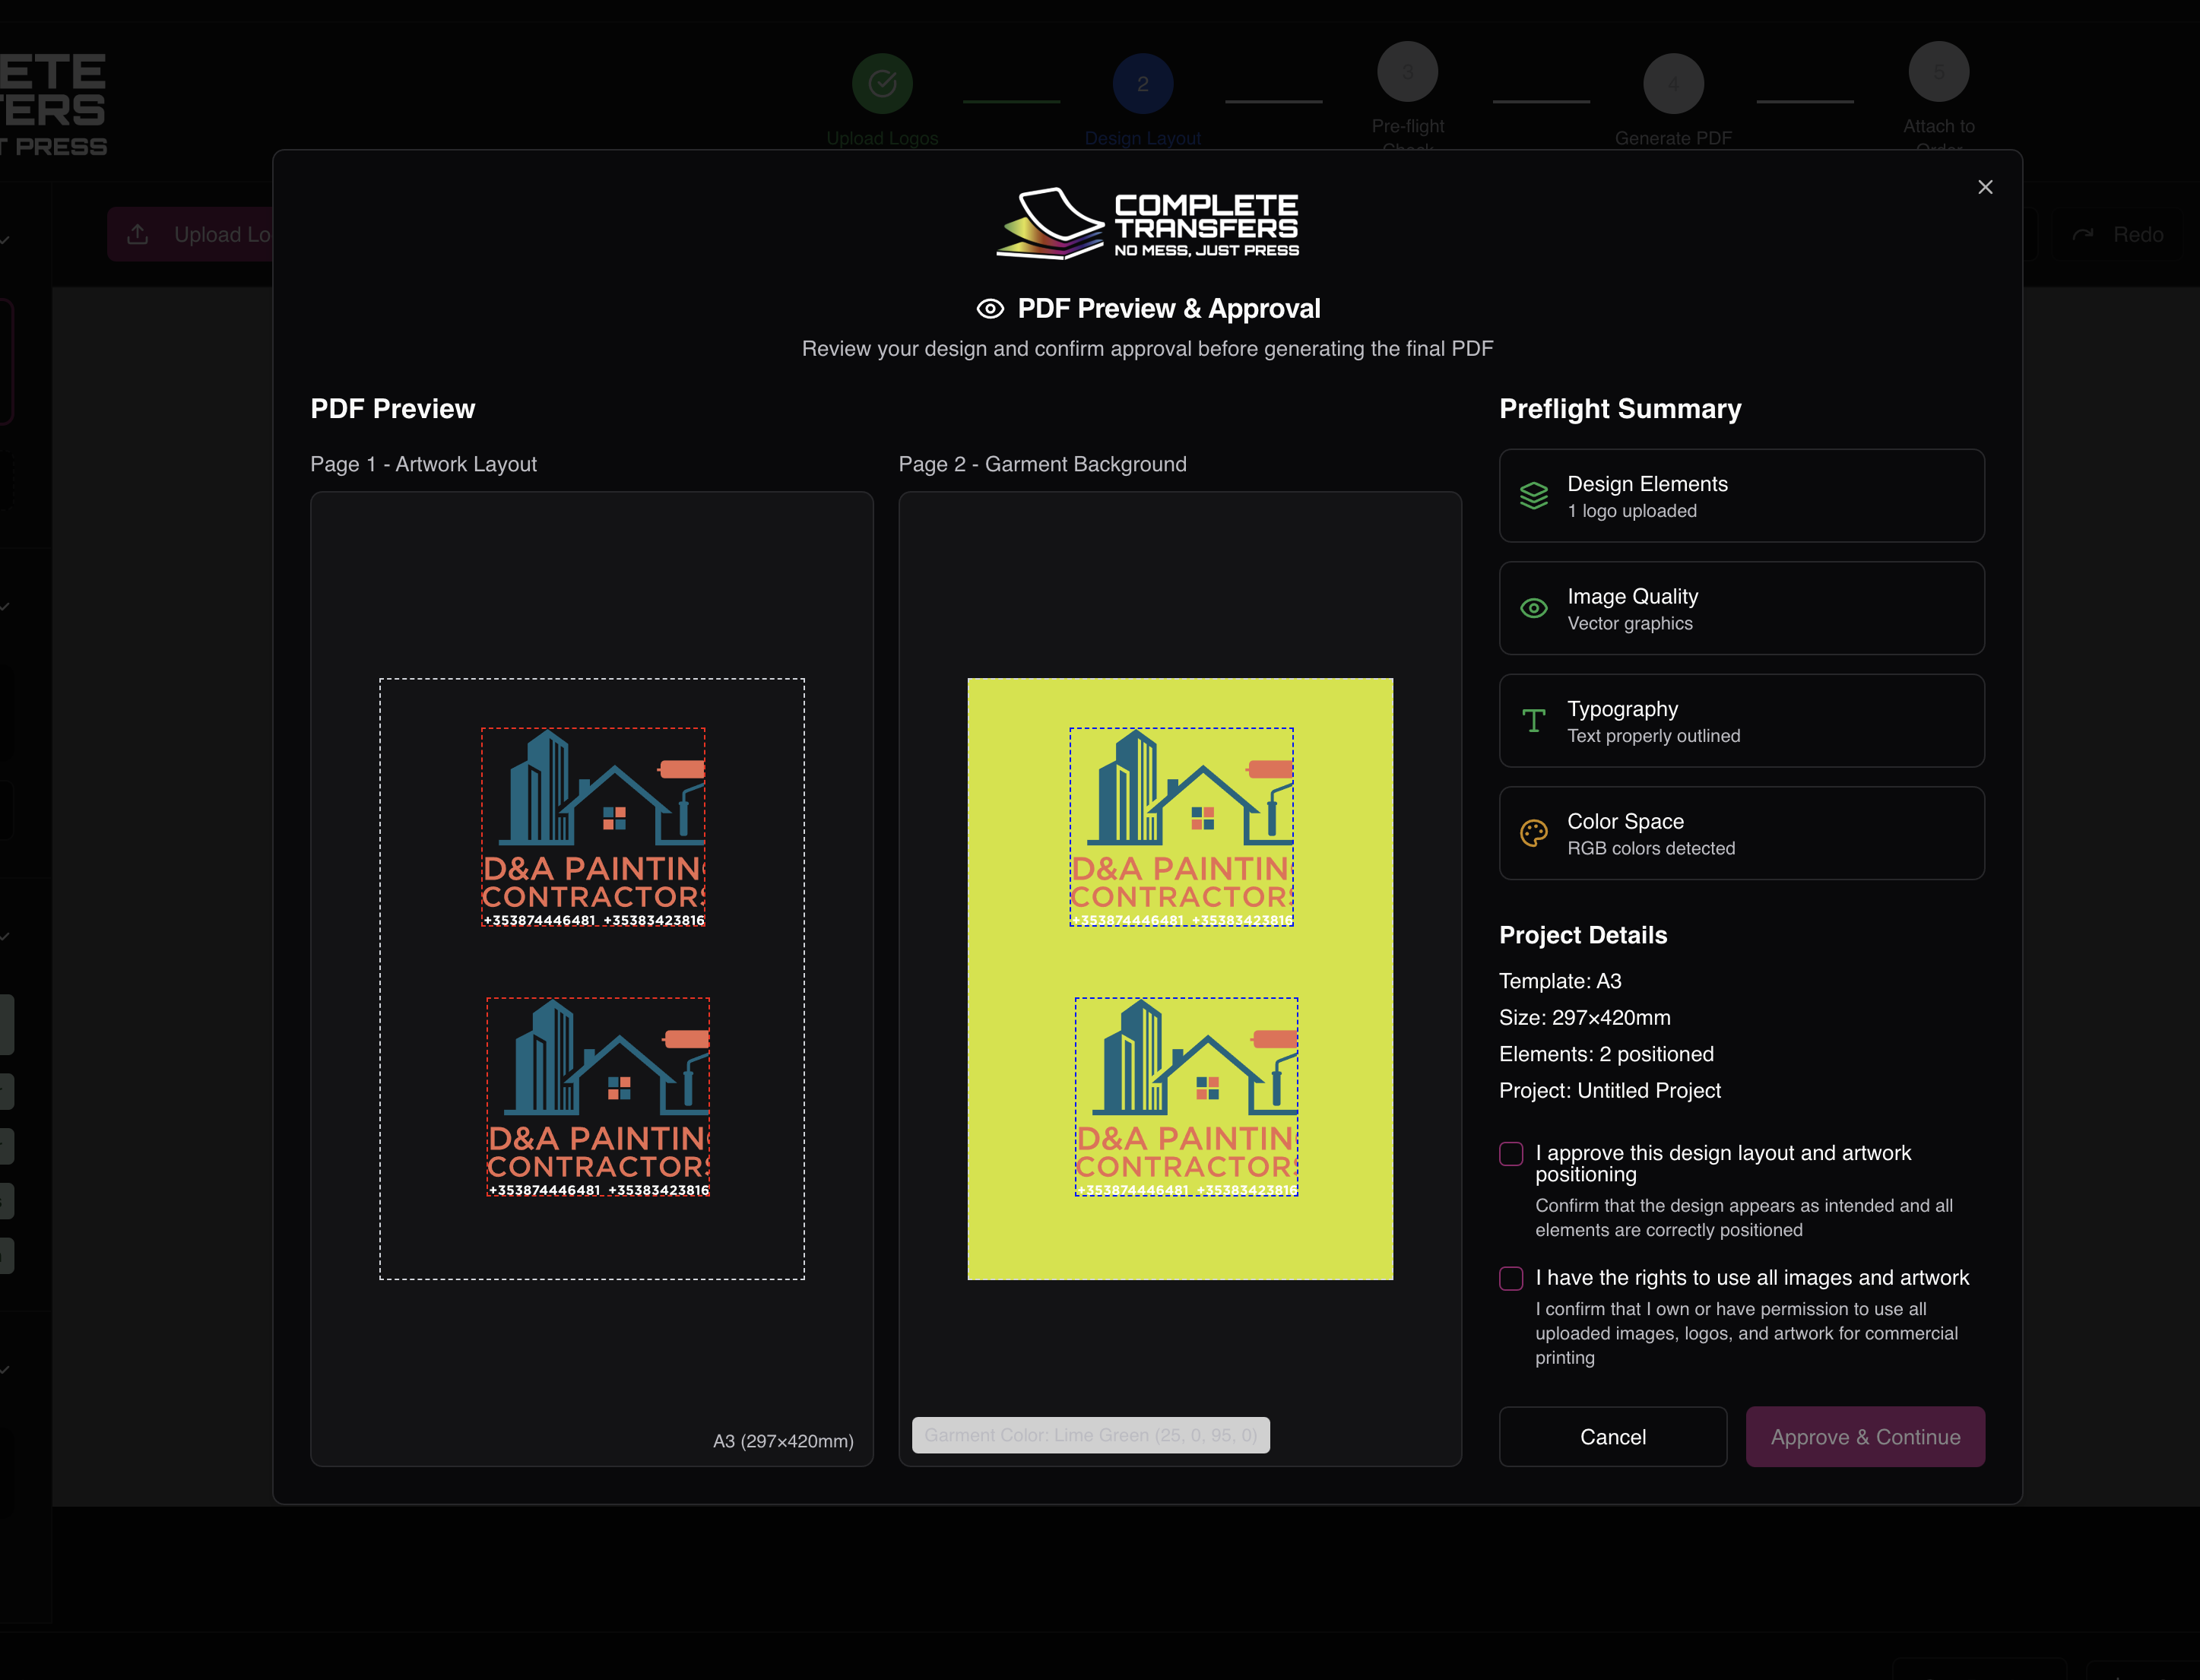 ETE
ERS
T PRESS
2
3
4
5
Upload Logos
Design Layout
Pre-flight
Check
Generate PDF
Attach to
Order
Upload Lo
Redo
COMPLETE
TRANSFERS
NO MESS, JUST PRESS
PDF Preview & Approval
Review your design and confirm approval before generating the final PDF
PDF Preview
Page 1 - Artwork Layout
D&A PAINTIN
CONTRACTORS
+353874446481 +35383423816
D&A PAINTIN
CONTRACTORS
+353874446481 +35383423816
A3 (297×420mm)
Page 2 - Garment Background
D&A PAINTIN
CONTRACTORS
+353874446481 +35383423816
D&A PAINTIN
CONTRACTORS
+353874446481 +35383423816
Garment Color: Lime Green (25, 0, 95, 0)
Preflight Summary
Design Elements
1 logo uploaded
Image Quality
Vector graphics
Typography
Text properly outlined
Color Space
RGB colors detected
Project Details
Template: A3
Size: 297×420mm
Elements: 2 positioned
Project: Untitled Project
I approve this design layout and artwork
positioning
Confirm that the design appears as intended and all
elements are correctly positioned
I have the rights to use all images and artwork
I confirm that I own or have permission to use all
uploaded images, logos, and artwork for commercial
printing
Cancel
Approve & Continue